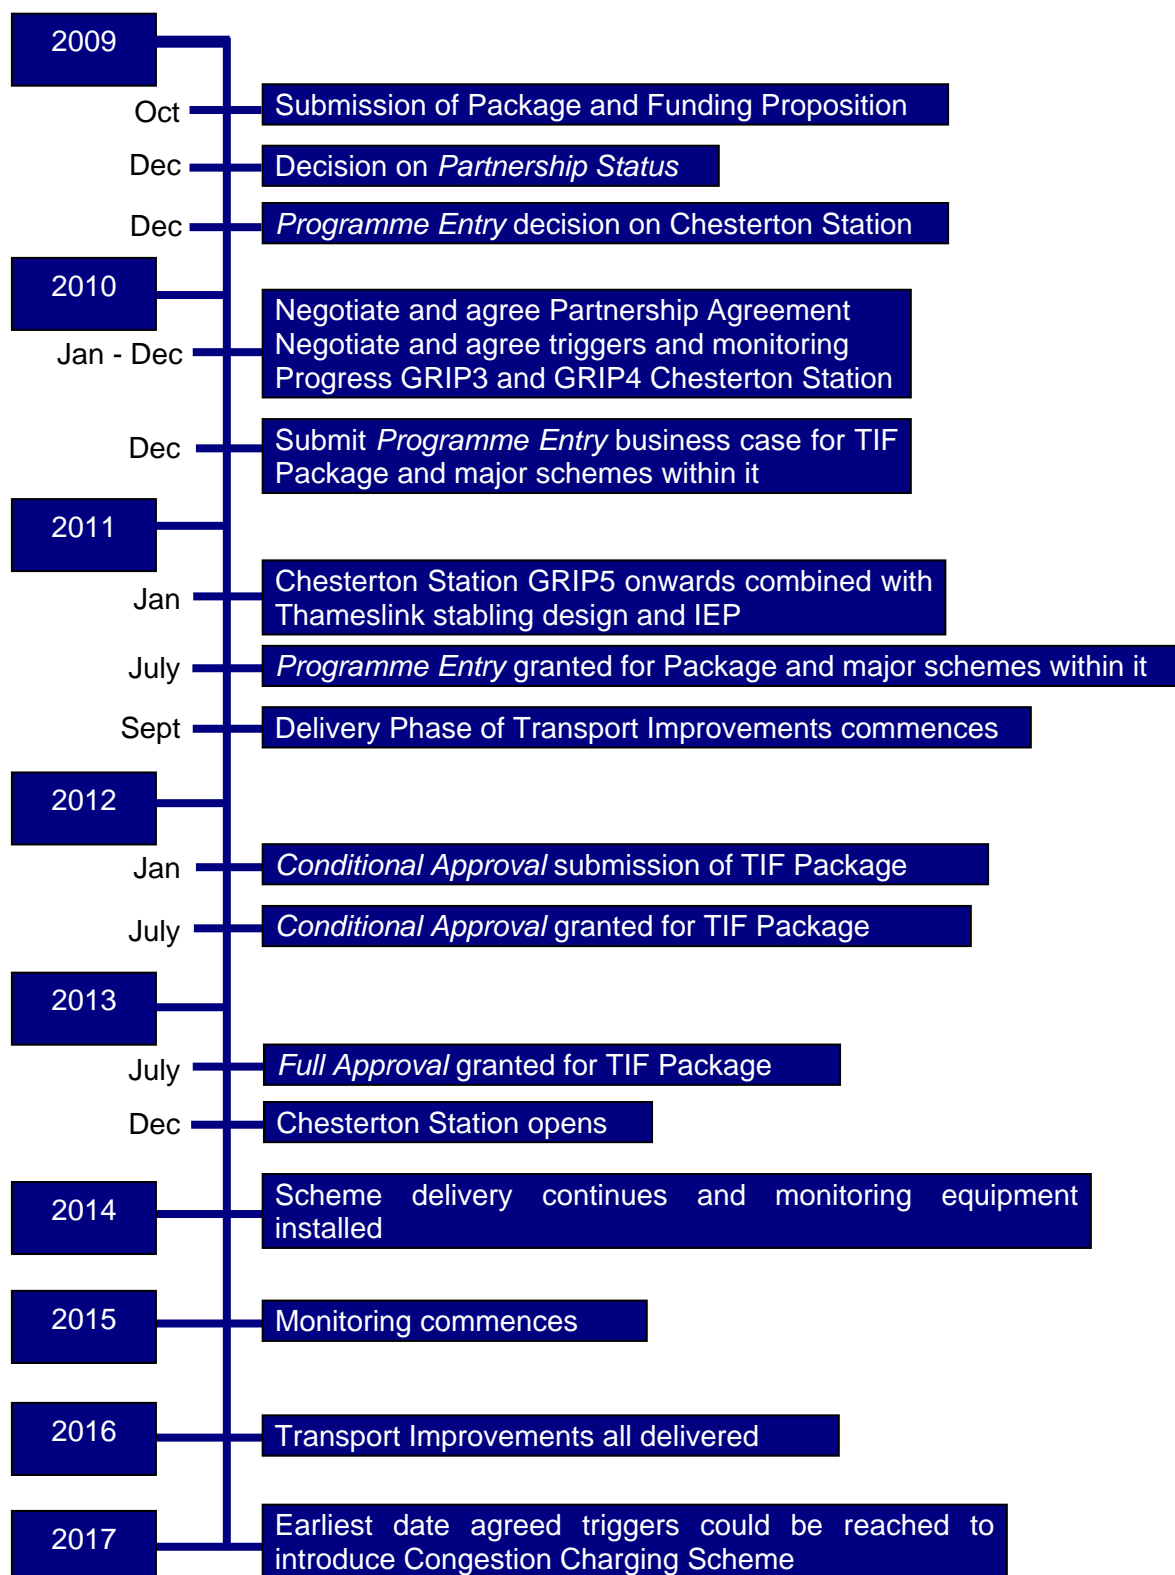 2009
Oct
Submission of Package and Funding Proposition
Dec
Decision on Partnership Status
Dec
Programme Entry decision on Chesterton Station
2010
Jan - Dec
Negotiate and agree Partnership Agreement
Negotiate and agree triggers and monitoring
Progress GRIP3 and GRIP4 Chesterton Station
Dec
Submit Programme Entry business case for TIF
Package and major schemes within it
2011
Jan
Chesterton Station GRIP5 onwards combined with
Thameslink stabling design and IEP
July
Programme Entry granted for Package and major schemes within it
Sept
Delivery Phase of Transport Improvements commences
2012
Jan
Conditional Approval submission of TIF Package
July
Conditional Approval granted for TIF Package
2013
July
Full Approval granted for TIF Package
Dec
Chesterton Station opens
2014
Scheme delivery continues and monitoring equipment
installed
2015
Monitoring commences
2016
Transport Improvements all delivered
2017
Earliest date agreed triggers could be reached to
introduce Congestion Charging Scheme